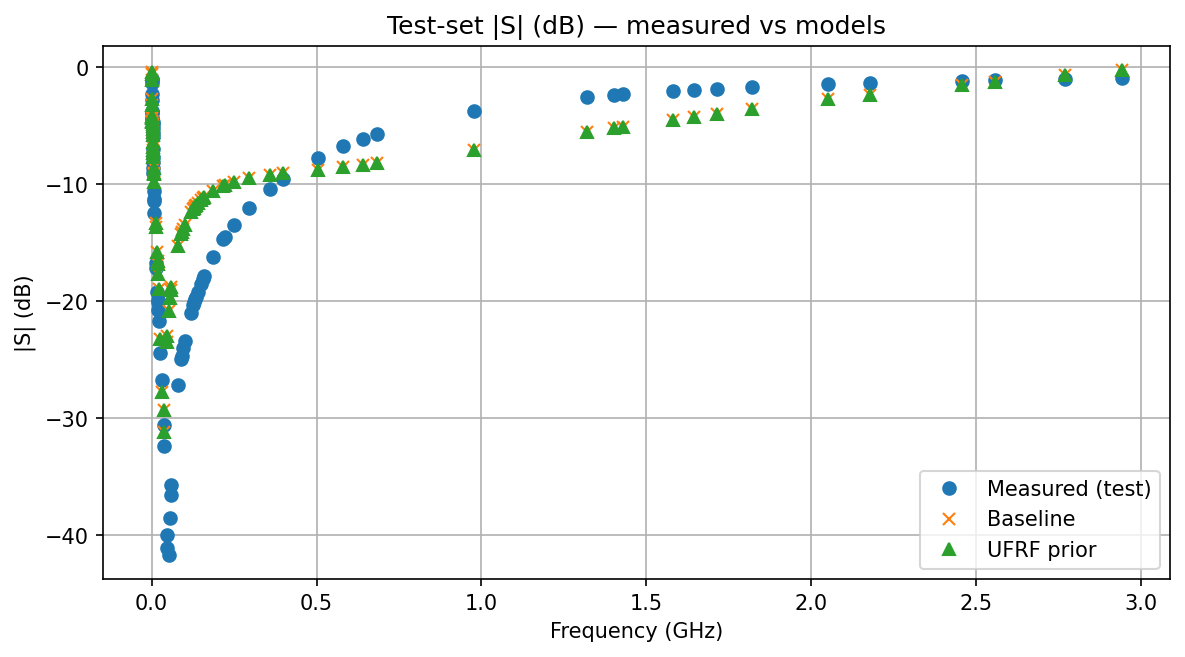 Test-set |S| (dB) — measured vs models
|S| (dB)
0
−10
−20
−30
−40
0.0
0.5
1.0
1.5
2.0
2.5
3.0
Frequency (GHz)
Measured (test)
Baseline
UFRF prior